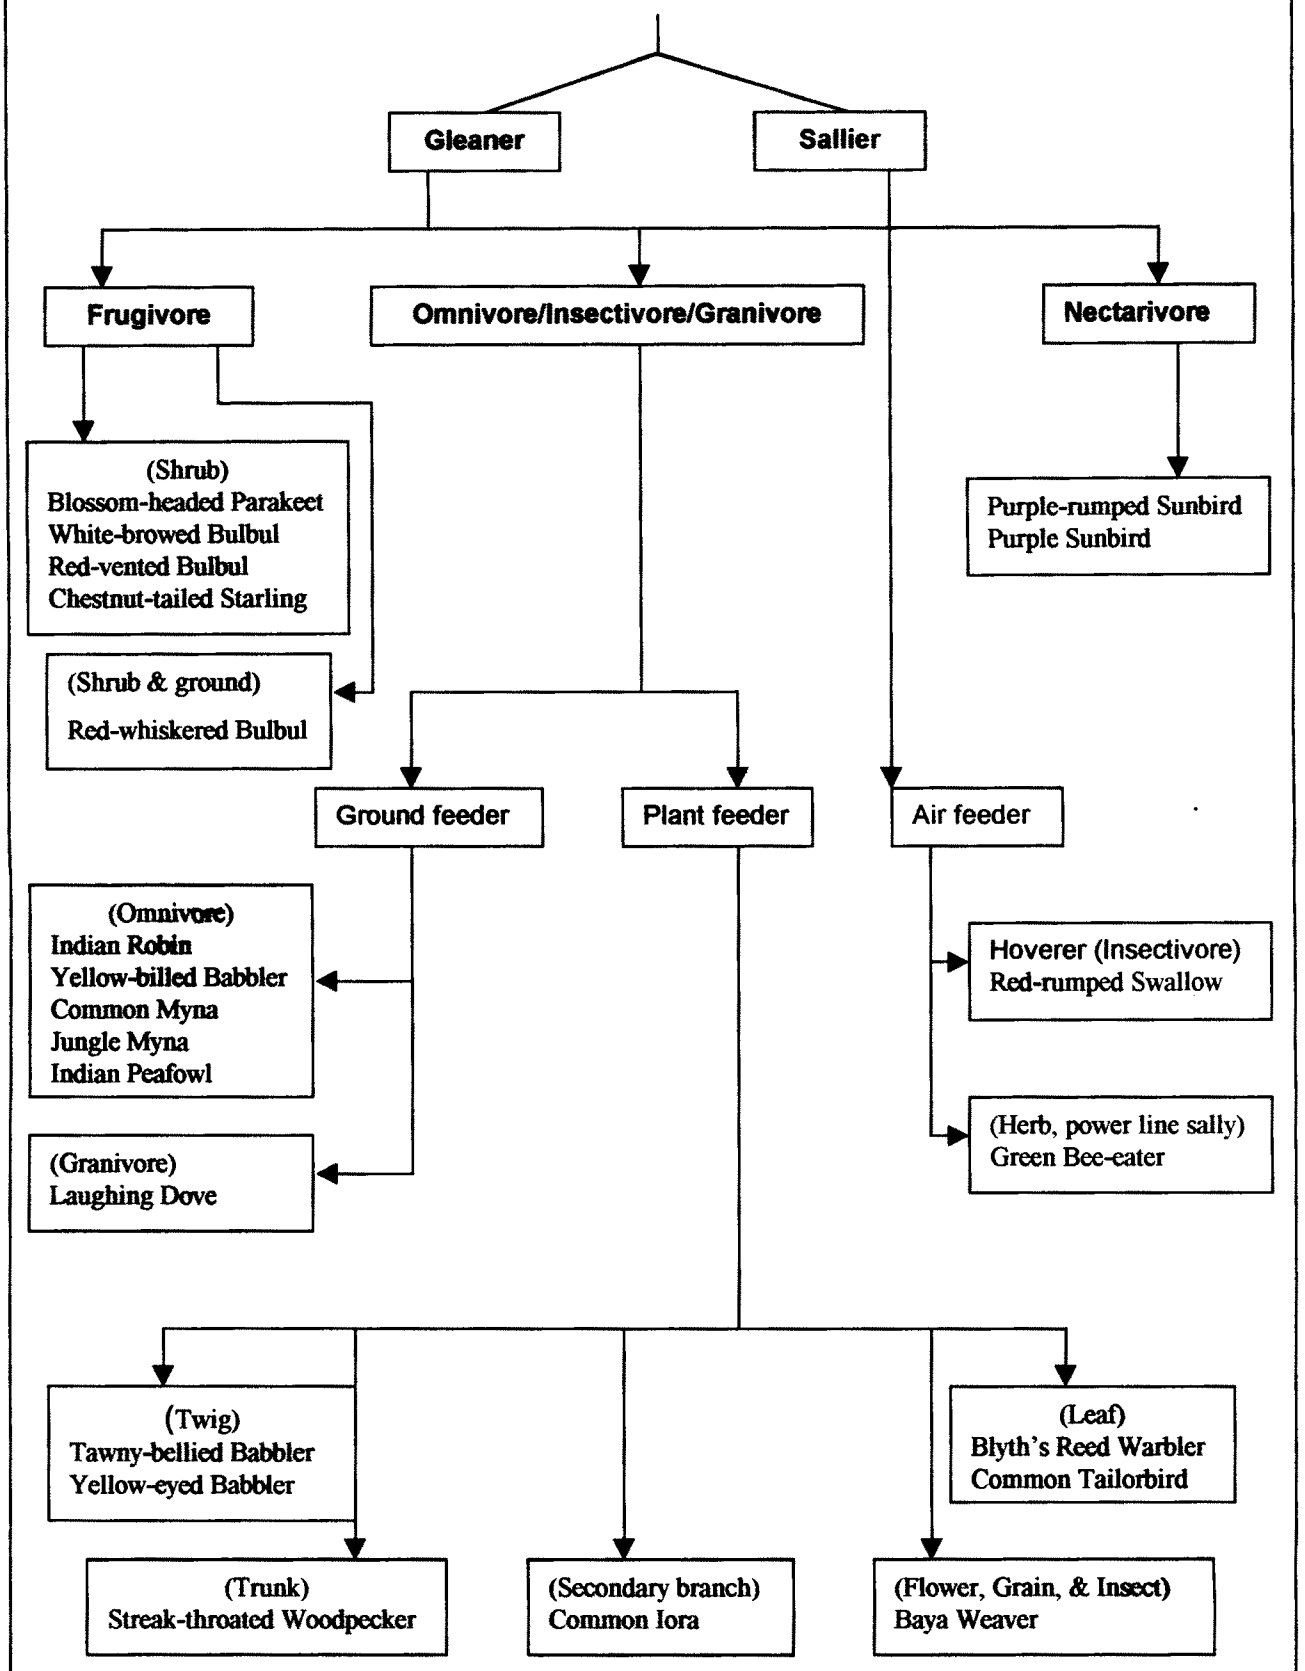 Gleaner
Sallier
Frugivore
Omnivore/Insectivore/Granivore
Nectarivore
(Shrub)
Blossom-headed Parakeet
White-browed Bulbul
Red-vented Bulbul
Chestnut-tailed Starling
Purple-rumped Sunbird
Purple Sunbird
(Shrub & ground)
Red-whiskered Bulbul
Ground feeder
Plant feeder
Air feeder
(Omnivore)
Indian Robin
Yellow-billed Babbler
Common Myna
Jungle Myna
Indian Peafowl
Hoverer (Insectivore)
Red-rumped Swallow
(Granivore)
Laughing Dove
(Herb, power line sally)
Green Bee-eater
(Twig)
Tawny-bellied Babbler
Yellow-eyed Babbler
(Leaf)
Blyth's Reed Warbler
Common Tailorbird
(Trunk)
Streak-throated Woodpecker
(Secondary branch)
Common Iora
(Flower, Grain, & Insect)
Baya Weaver